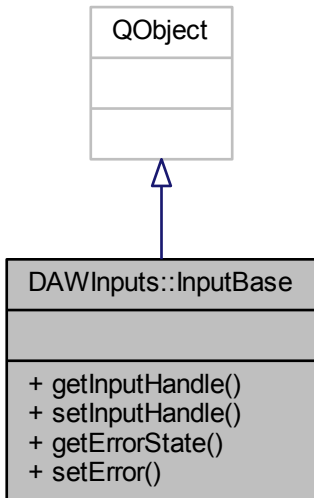 QObject
DAWInputs::InputBase
+ getInputHandle()
+ setInputHandle()
+ getErrorState()
+ setError()